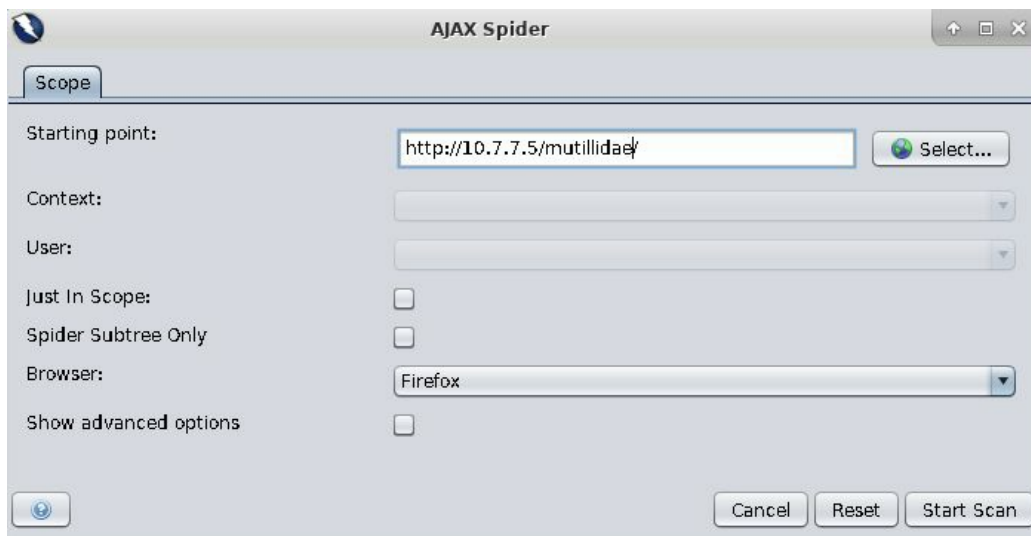 AJAX Spider
Scope
Starting point:
http://10.7.7.5/mutillidae/
Select...
Context:
User:
Just In Scope:
Spider Subtree Only
Browser:
Firefox
Show advanced options
Cancel
Reset
Start Scan